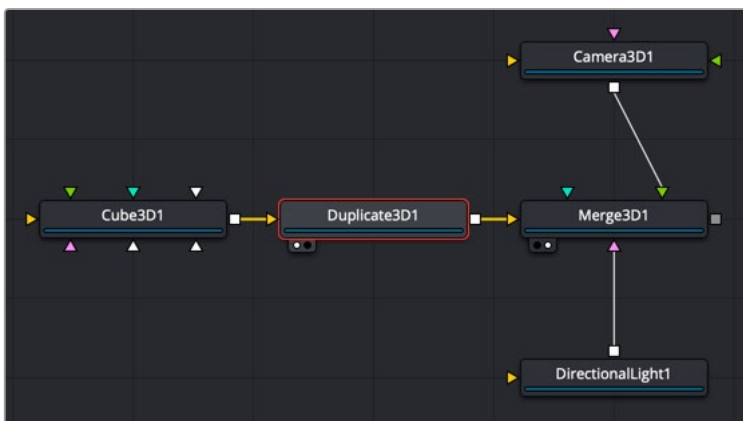 Camera3D1
Cube3D1
Duplicate3D1
Merge3D1
DirectionalLight1